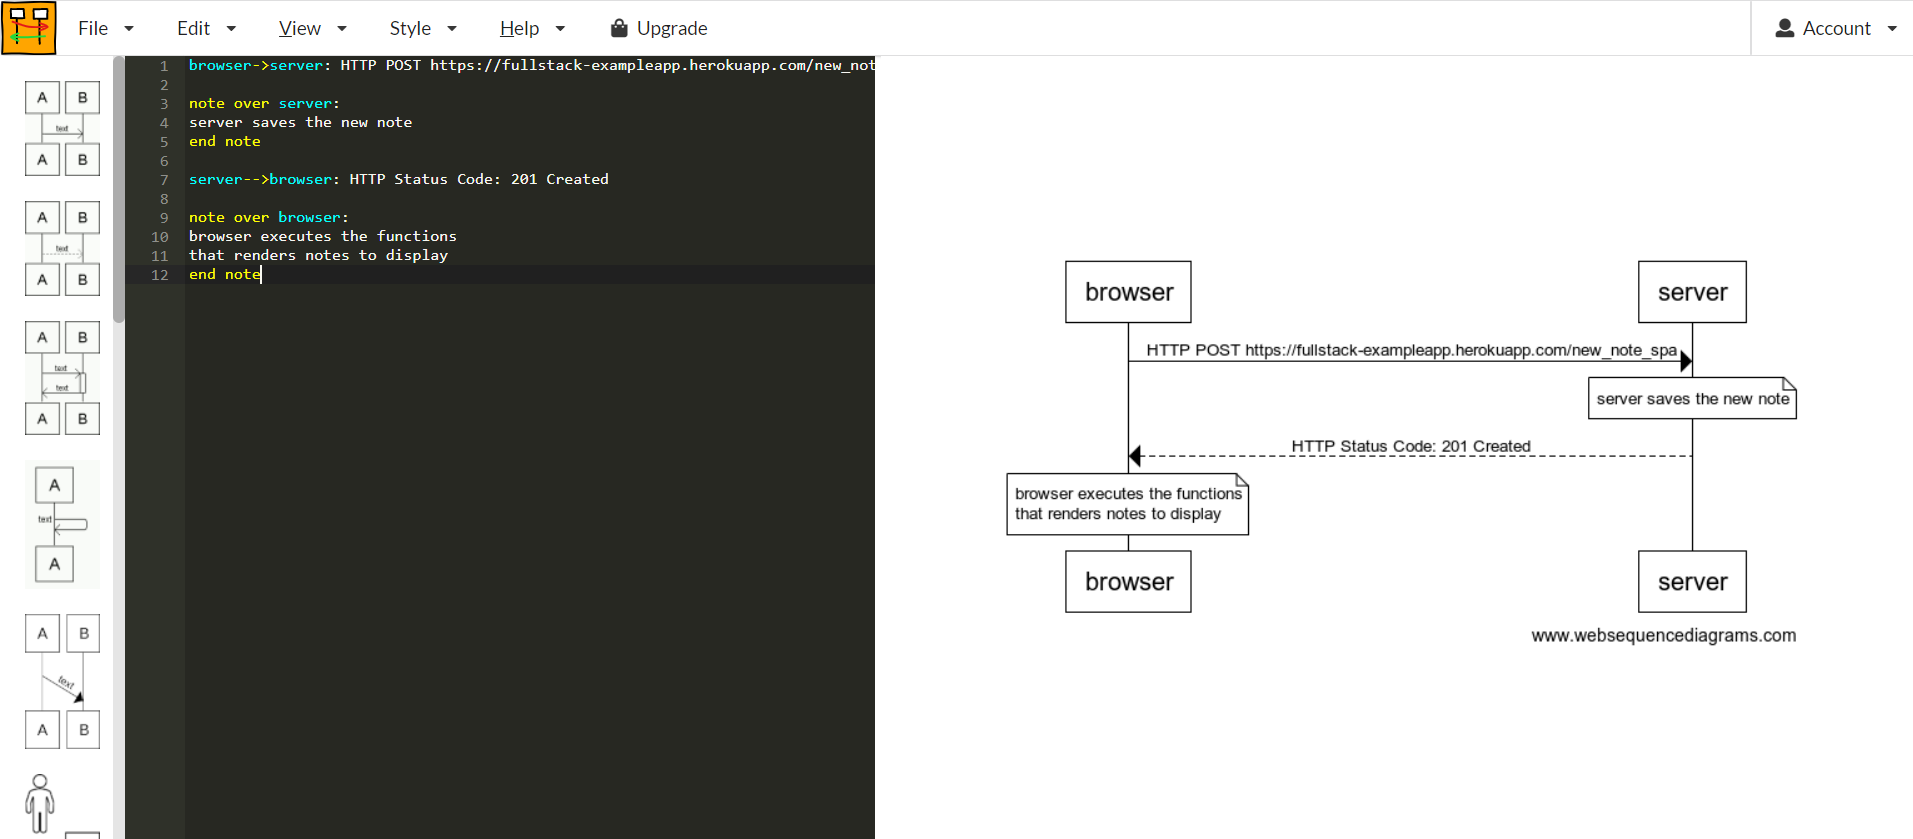 File Edit View Style Help Upgrade Account
A B
text
A B
A B
text
A B
A B
text
text
A B
A
text
A
A B
text
A B
1 browser->server: HTTP POST https://fullstack-exampleapp.herokuapp.com/new_not
2
3 note over server:
4 server saves the new note
5 end note
6
7 server-->browser: HTTP Status Code: 201 Created
8
9 note over browser:
10 browser executes the functions
11 that renders notes to display
12 end note
browser server
HTTP POST https://fullstack-exampleapp.herokuapp.com/new_note_spa
server saves the new note
HTTP Status Code: 201 Created
browser executes the functions
that renders notes to display
browser server
www.websequencediagrams.com